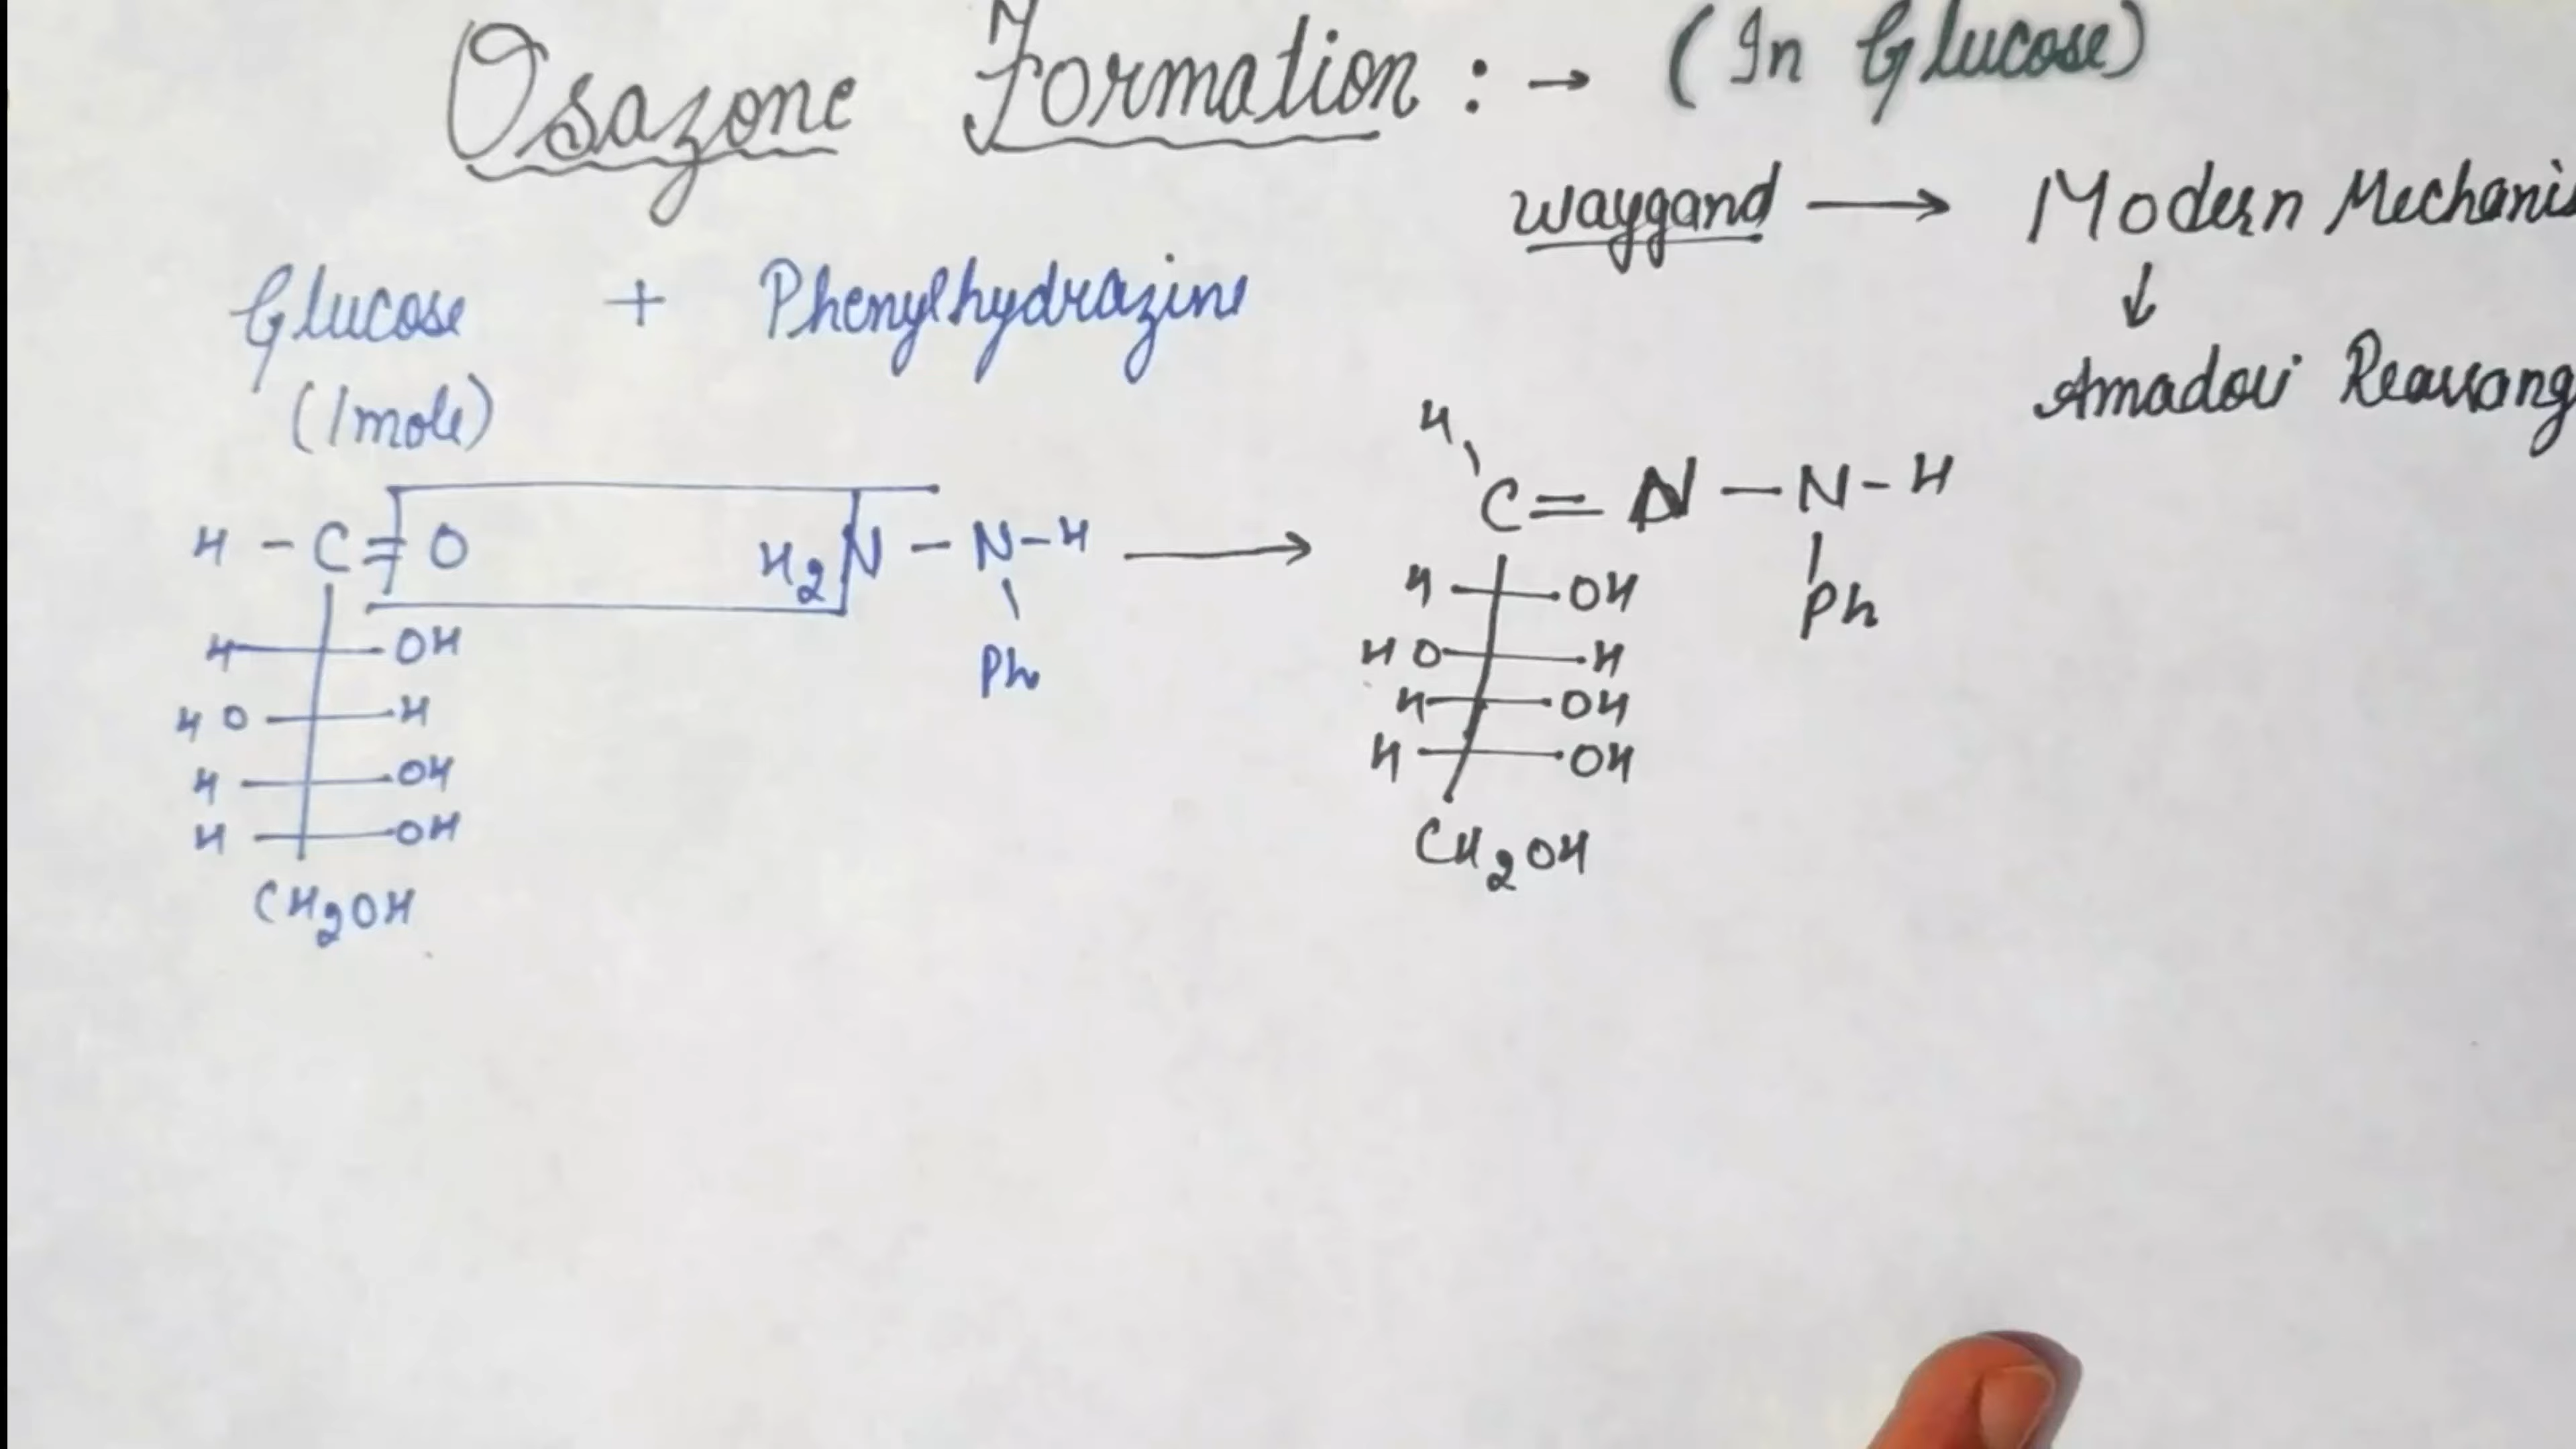 Osazone Formation : → (In Glucose)
waygand → Modern Mechanis
↓
Amadori Rearrang
Glucose + Phenylhydrazine
(1mole)
H - C = O H2N - N - H →
Ph
H OH
HO H
H OH
H OH
CH2OH
H
C = N - N - H
Ph
H OH
HO H
H OH
H OH
CH2OH